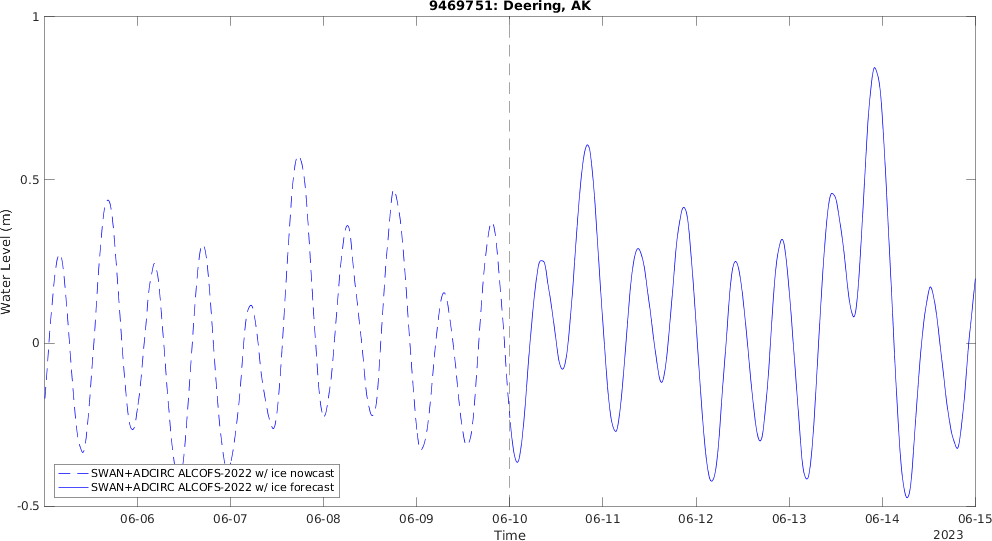 9469751: Deering, AK
1
0.5
0
-0.5
Water Level (m)
SWAN+ADCIRC ALCOFS-2022 w/ ice nowcast
SWAN+ADCIRC ALCOFS-2022 w/ ice forecast
06-06 06-07 06-08 06-09 06-10 06-11 06-12 06-13 06-14 06-15
Time
2023